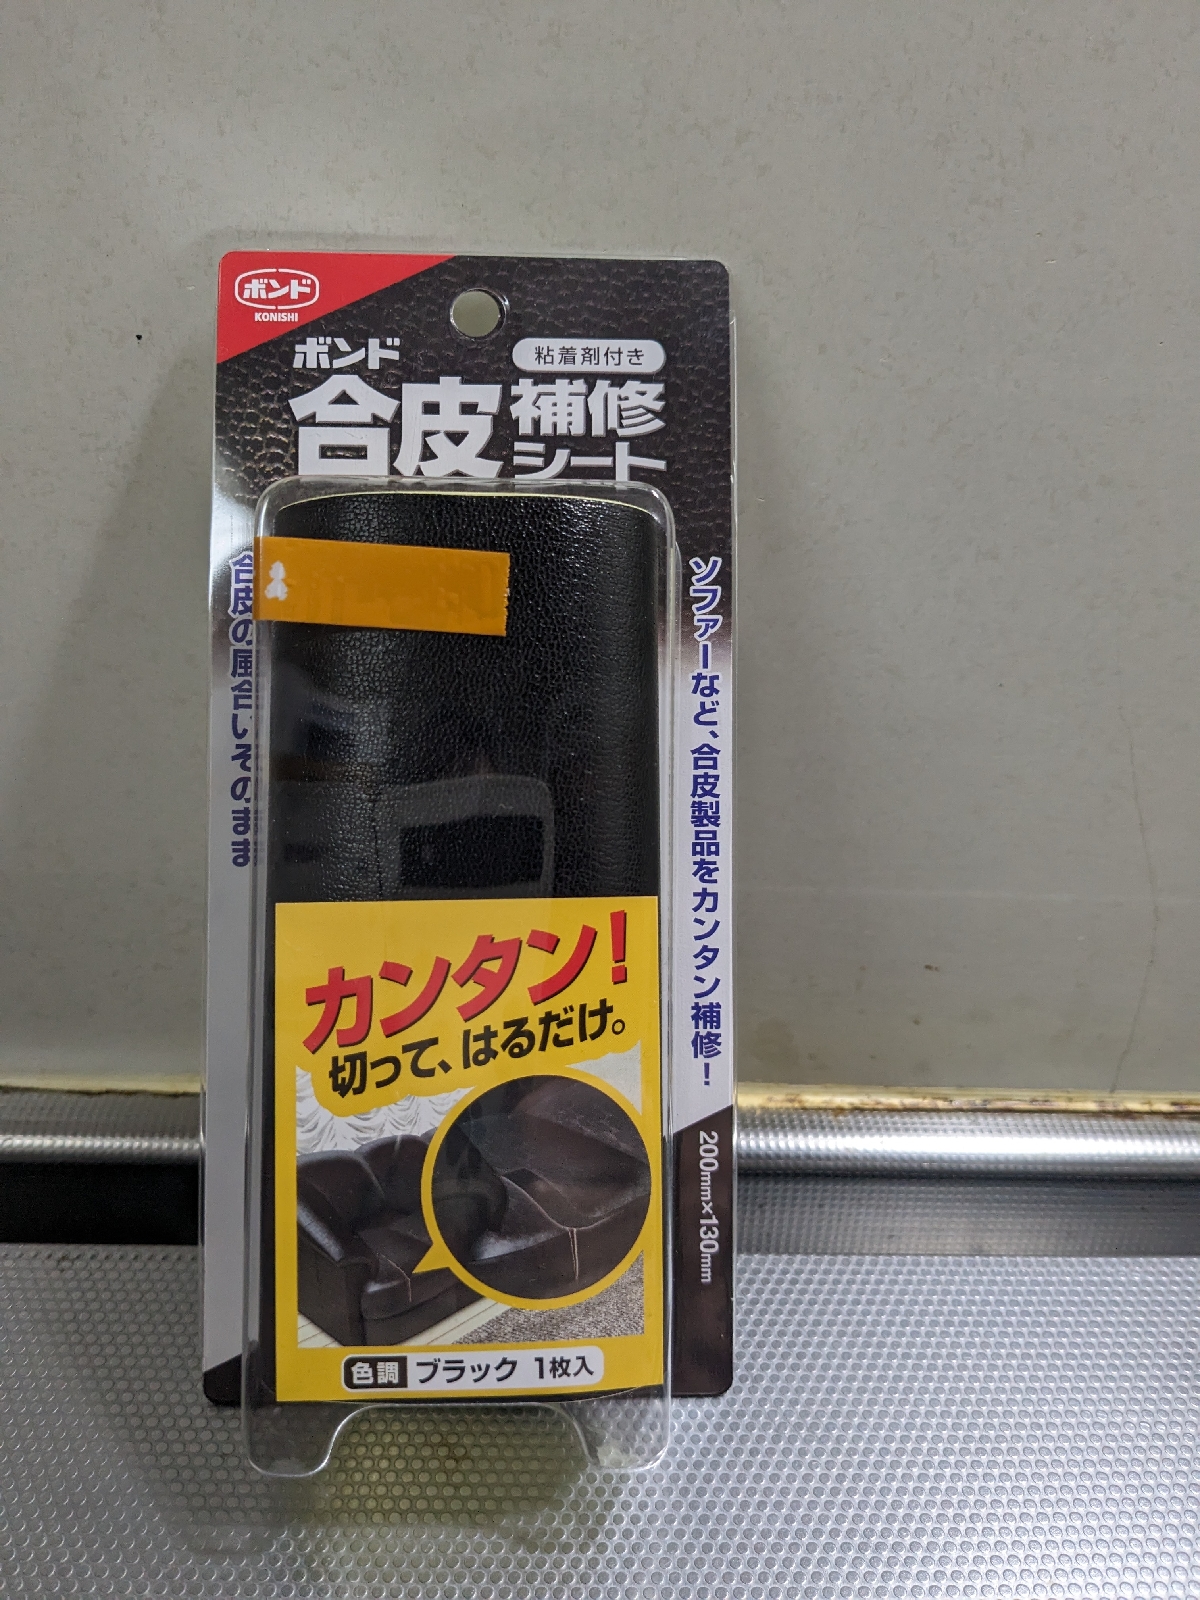 ボンド
KONISHI
ボンド
粘着剤付き
合皮補修シート
合皮の風合いそのまま
ソファーなど、合皮製品をカンタン補修!
200mm×130mm
カンタン!
切って、はるだけ。
色調 ブラック 1枚入